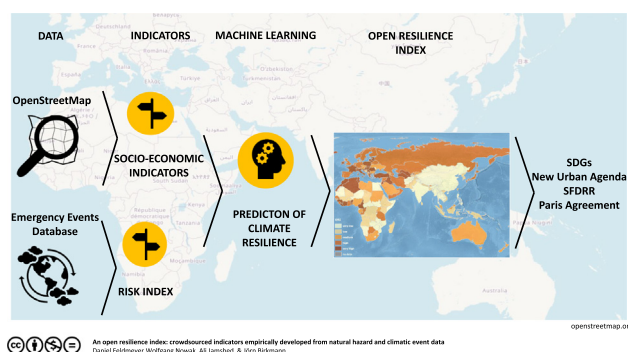 DATA
INDICATORS
MACHINE LEARNING
OPEN RESILIENCE
INDEX
OpenStreetMap
SOCIO-ECONOMIC
INDICATORS
Emergency Events
Database
RISK INDEX
PREDICTON OF
CLIMATE
RESILIENCE
SDGs
New Urban Agenda
SFDRR
Paris Agreement
openstreetmap.or
An open resilience index: crowdsourced indicators empirically developed from natural hazard and climatic event data
Daniel Feldmeyer, Wolfgang Nowak, Ali Jamshed, & Jörn Birkmann